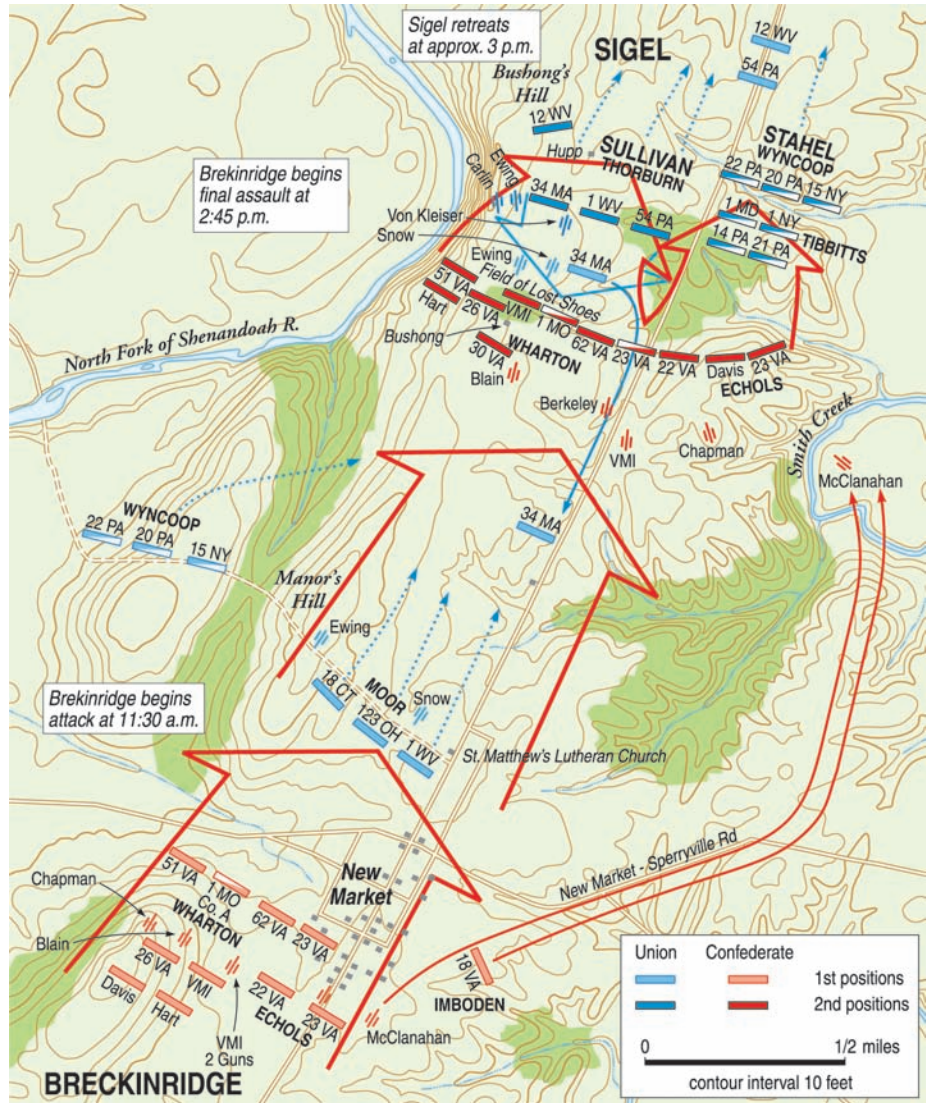 Sigel retreats
at approx. 3 p.m.
SIGEL
12 WV
54 PA
Bushong's
Hill
12 WV
Hupp
SULLIVAN
THORBURN
STAHEL
WYNCOOP
22 PA
20 PA
15 NY
Brekinridge begins
final assault at
2:45 p.m.
Ewing
Carlin
34 MA
1 WV
54 PA
1 MD
1 NY
14 PA
21 PA
TIBBITTS
Von Kleiser
Snow
Ewing
34 MA
Field of Lost Shoes
51 VA
Hart
26 VA
VMI
1 MO
62 VA
23 VA
22 VA
Davis
23 VA
ECHOLS
Bushong
WHARTON
30 VA
Blain
North Fork of Shenandoah R.
Berkeley
VMI
Chapman
Smith Creek
McClanahan
WYNCOOP
22 PA
20 PA
15 NY
34 MA
Manor's
Hill
Ewing
MOOR
Snow
18 CT
123 OH
1 WV
Brekinridge begins
attack at 11:30 a.m.
St. Matthew's Lutheran Church
New Market - Sperryville Rd
New
Market
51 VA
1 MO
Co. A
62 VA
23 VA
Chapman
WHARTON
Blain
26 VA
VMI
Davis
Hart
22 VA
ECHOLS
23 VA
VMI
2 Guns
McClanahan
18 VA
IMBODEN
BRECKINRIDGE
Union Confederate
1st positions
2nd positions
0 1/2 miles
contour interval 10 feet